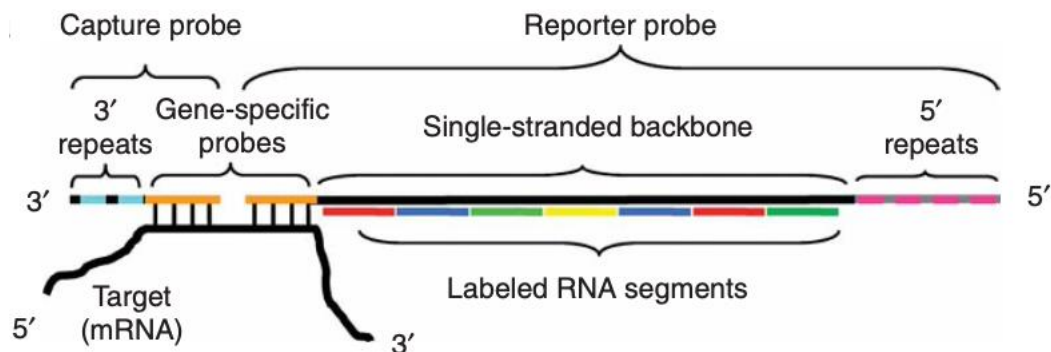 Capture probe
Reporter probe
3′
repeats
Gene-specific
probes
Single-stranded backbone
5′
repeats
3′
5′
Labeled RNA segments
Target
(mRNA)
5′
3′